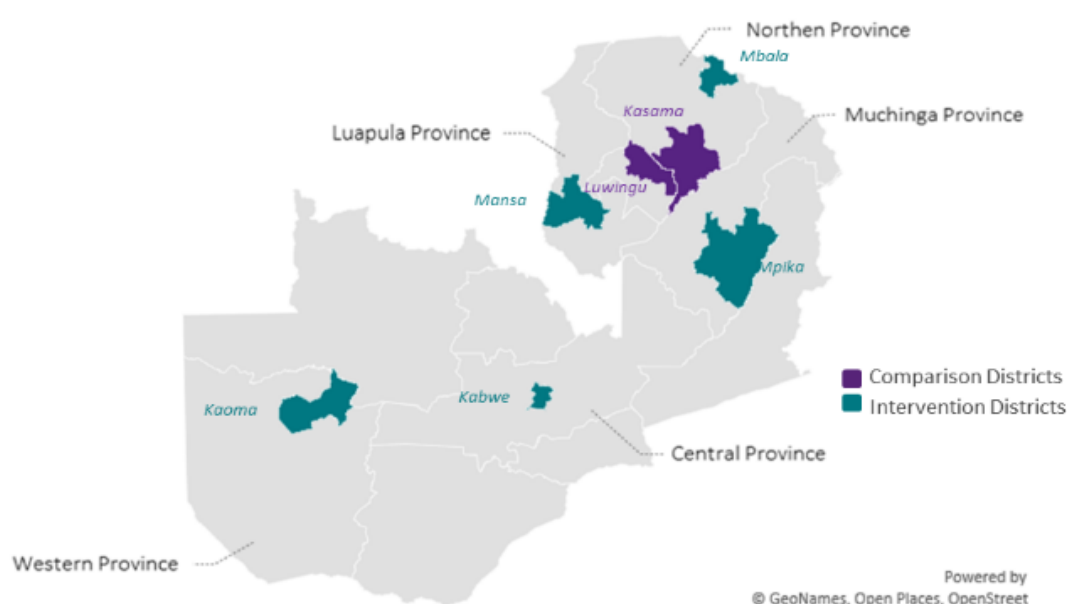 Northen Province
Mbala
Kasama
Muchinga Province
Luapula Province
Luwingu
Mansa
Mpika
Comparison Districts
Kaoma
Kabwe
Intervention Districts
Central Province
Western Province
Powered by
© GeoNames, Open Places, OpenStreet